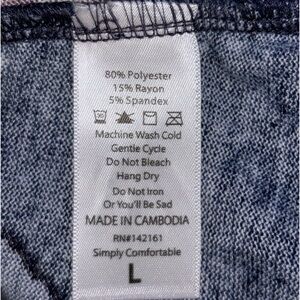 80% Polyester
15% Rayon
5% Spandex
Machine Wash Cold
Gentle Cycle
Do Not Bleach
Hang Dry
Do Not Iron
Or You'll Be Sad
MADE IN CAMBODIA
RN#142161
Simply Comfortable
L